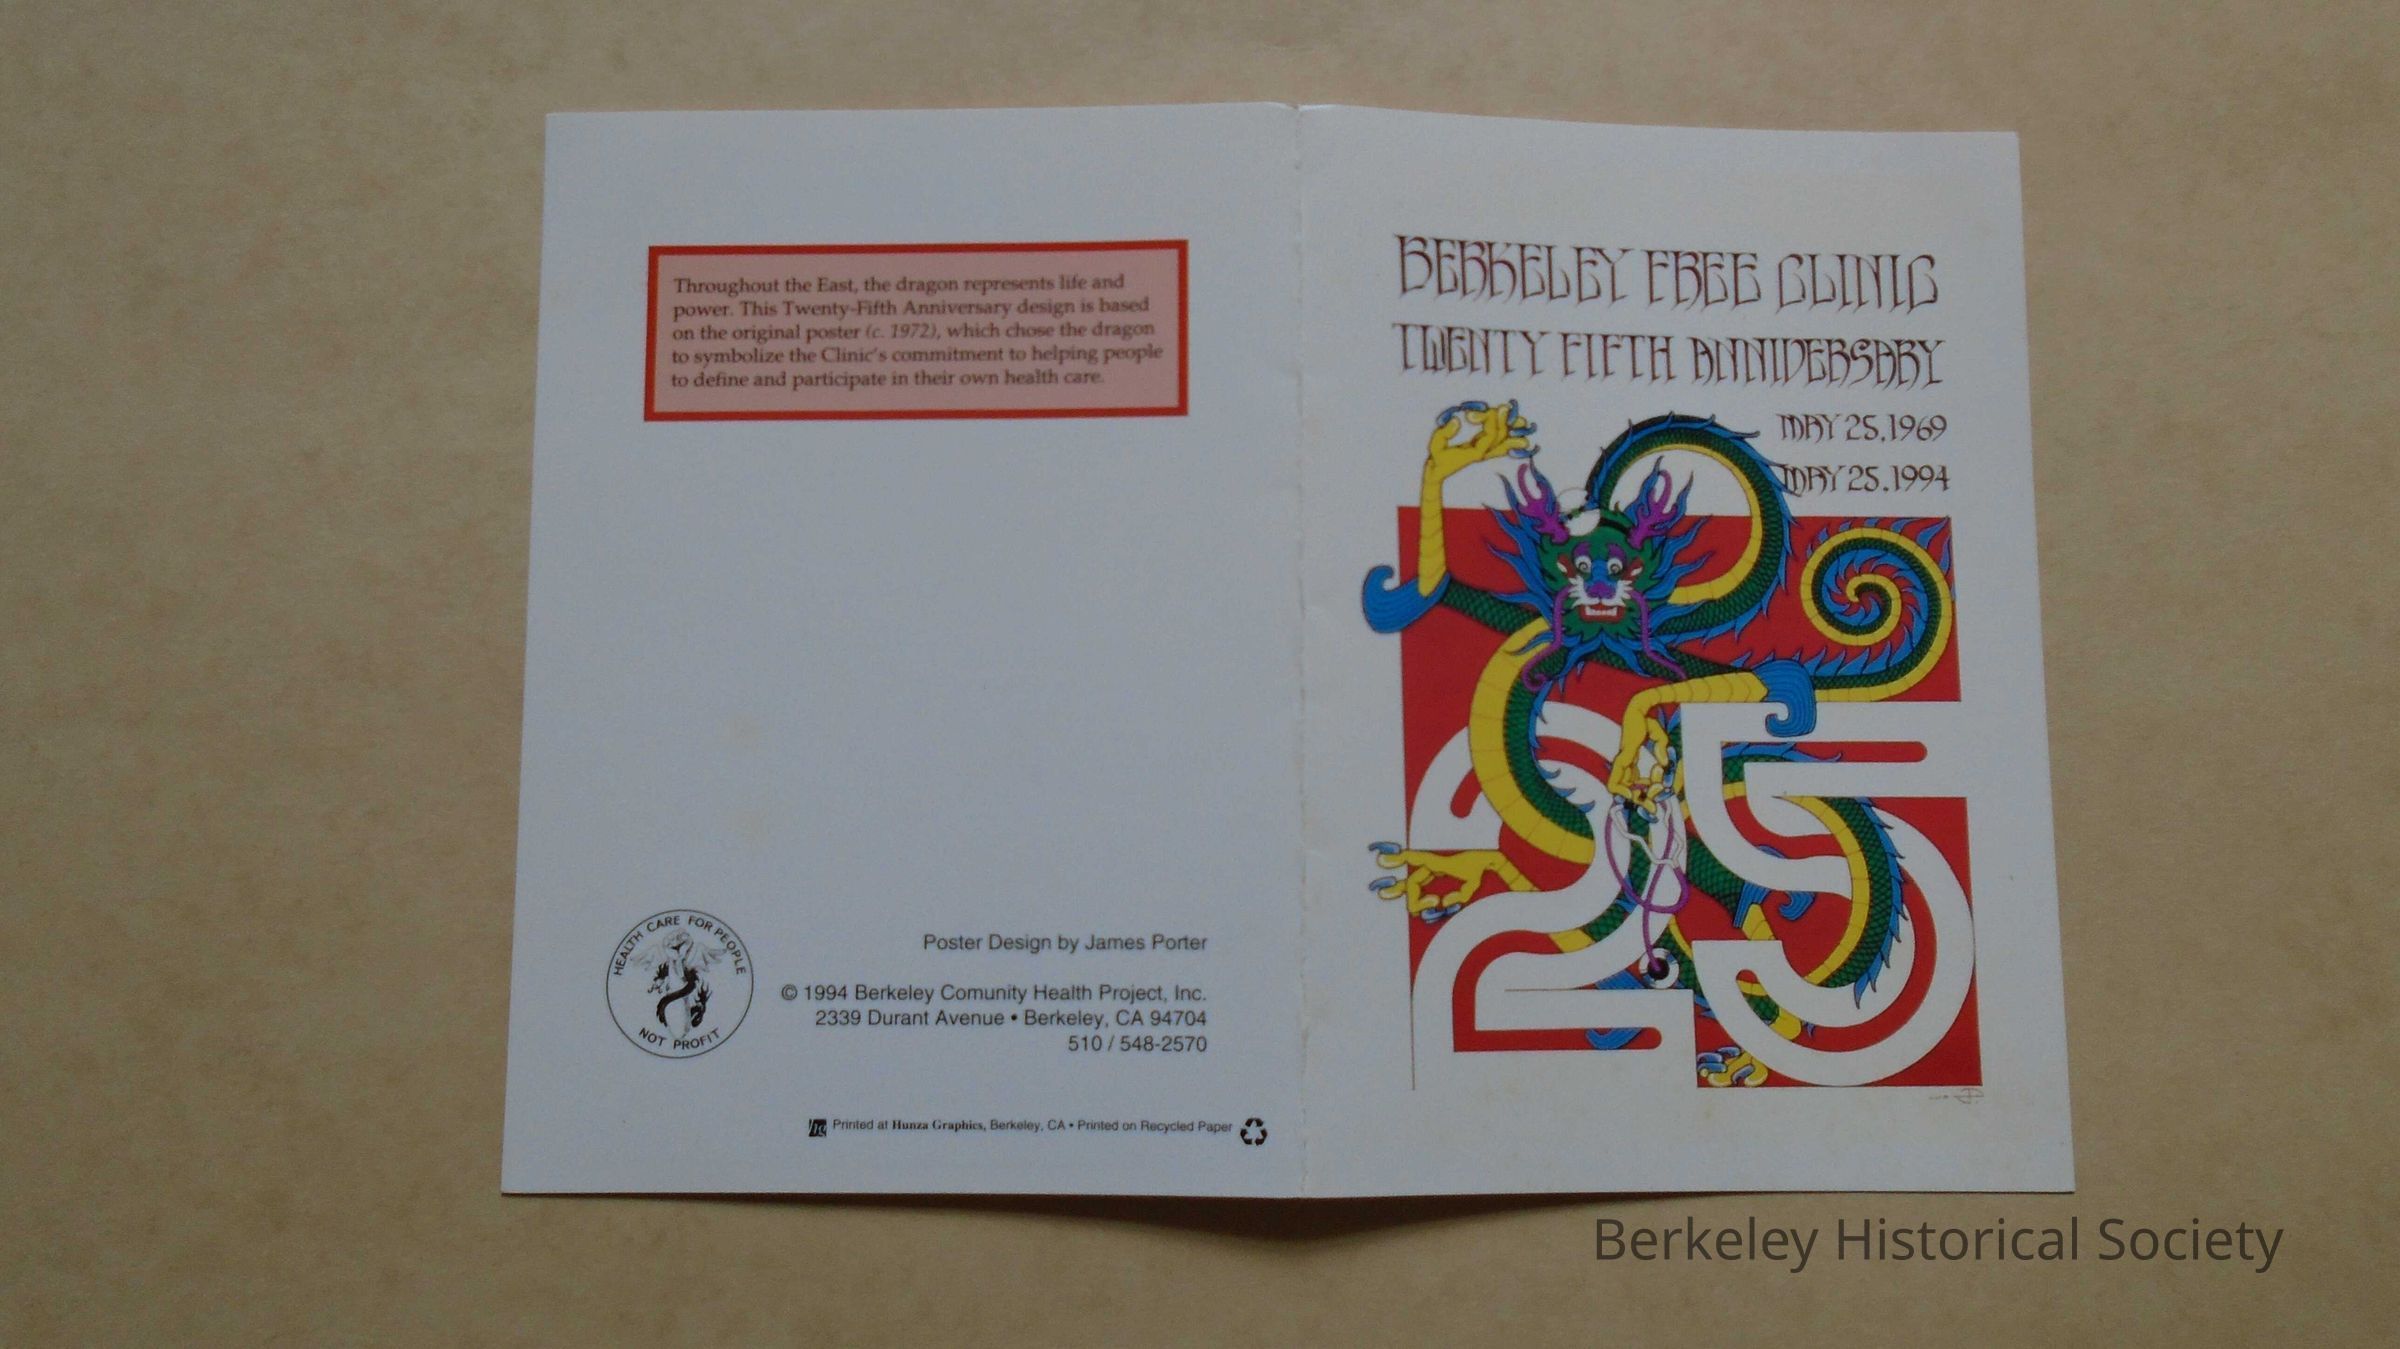 Throughout the East, the dragon represents life and
power. This Twenty-Fifth Anniversary design is based
on the original poster (c. 1972), which chose the dragon
to symbolize the Clinic's commitment to helping people
to define and participate in their own health care.
HEALTH CARE FOR PEOPLE
NOT PROFIT
Poster Design by James Porter
© 1994 Berkeley Comunity Health Project, Inc.
2339 Durant Avenue • Berkeley, CA 94704
510 / 548-2570
hg Printed at Hunza Graphics, Berkeley, CA • Printed on Recycled Paper
BERKELEY FREE CLINIC
TWENTY FIFTH ANNIVERSARY
MAY 25, 1969
MAY 25, 1994
25
Berkeley Historical Society